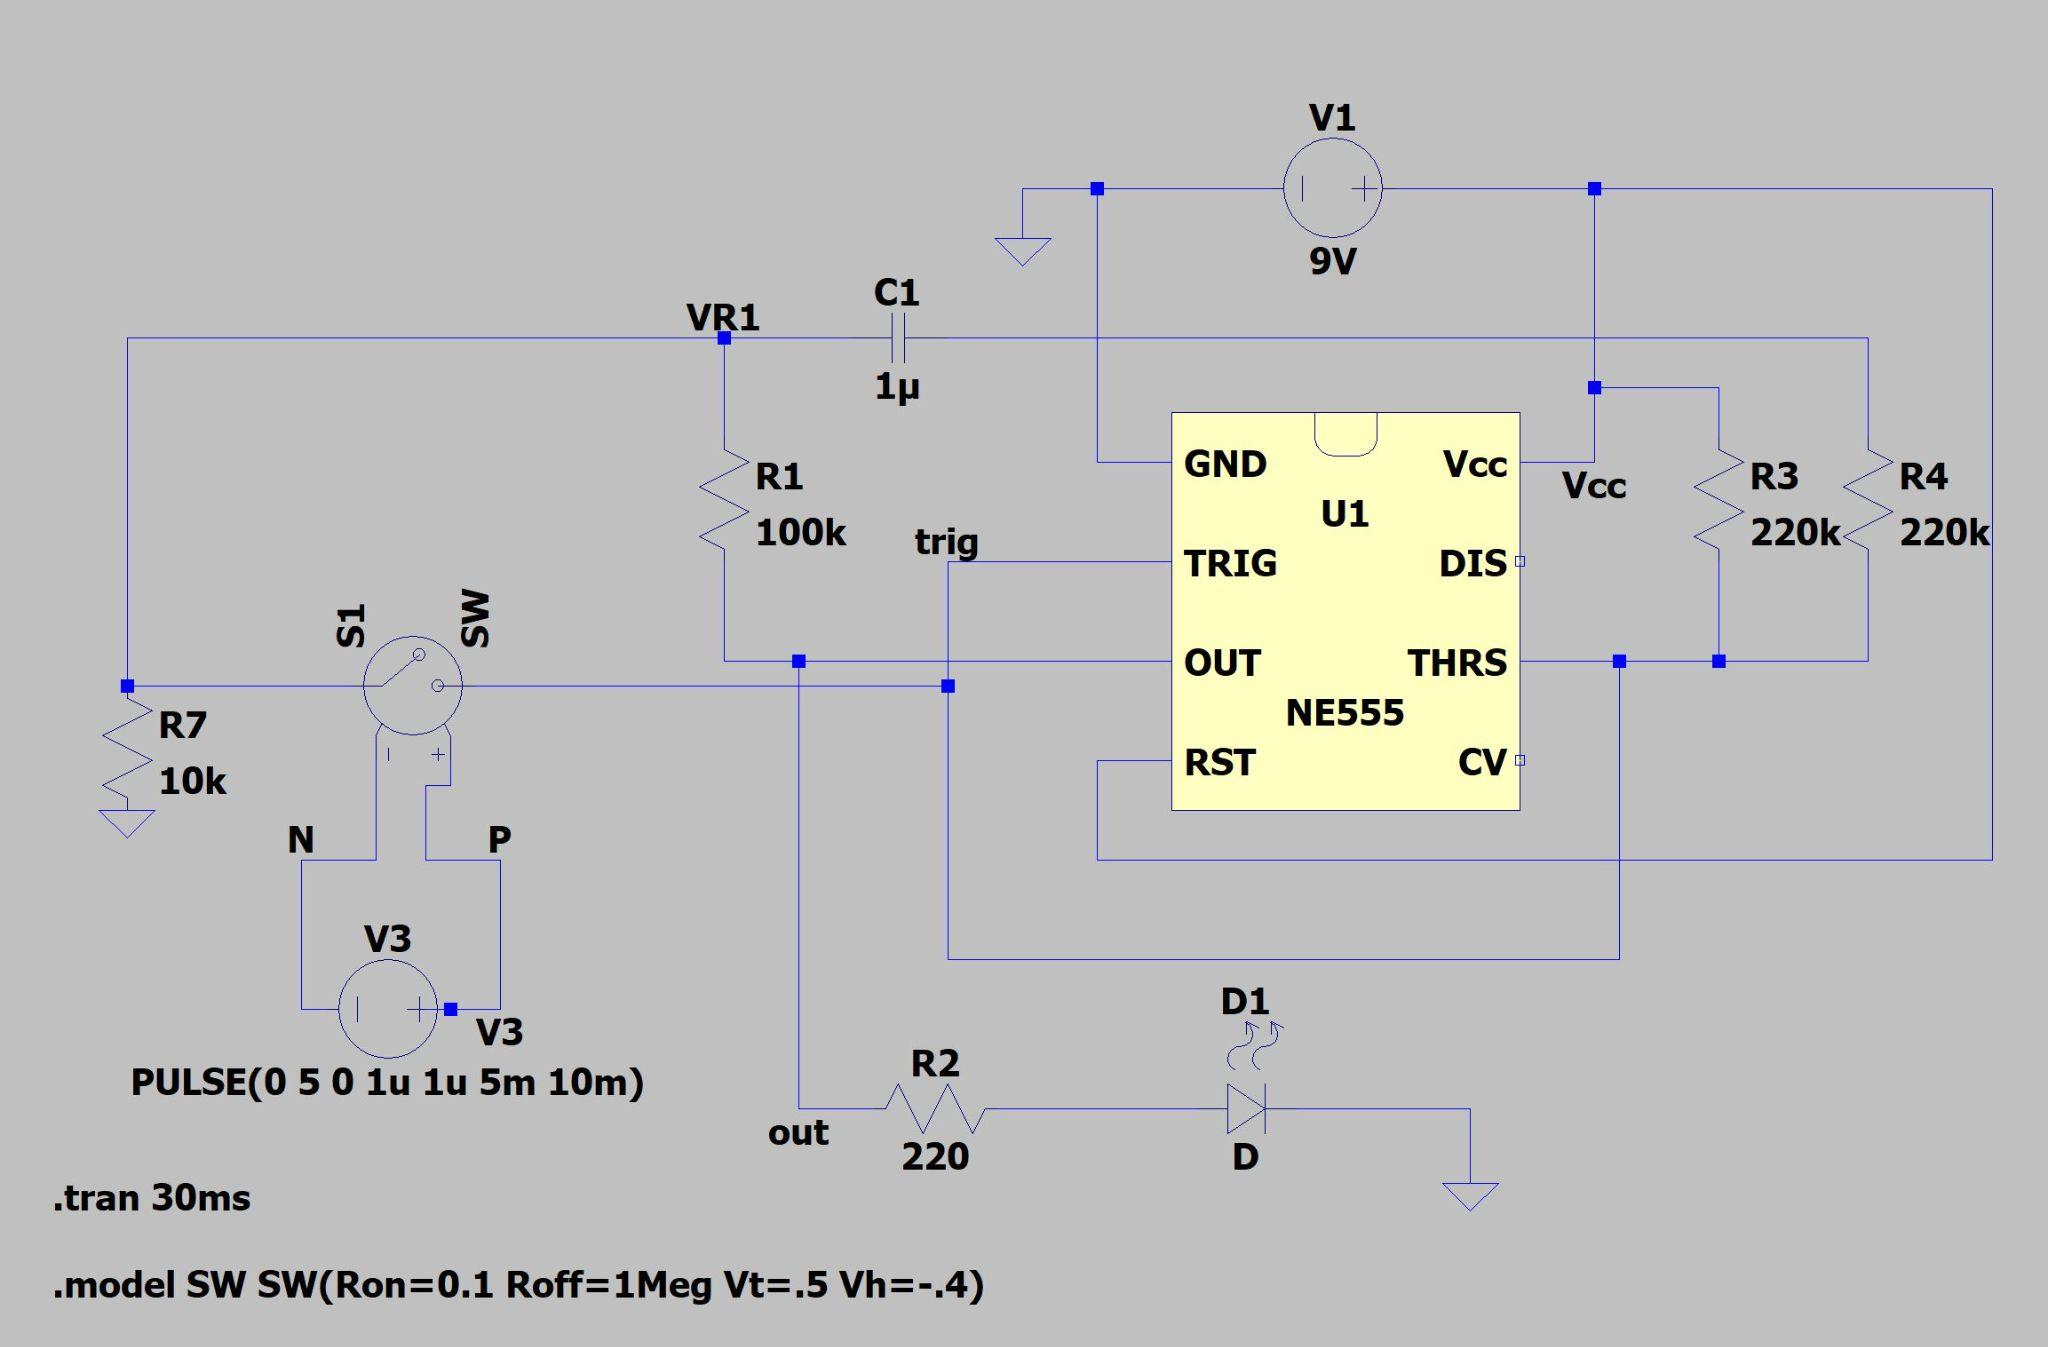 V1
9V
C1
1µ
VR1
R1
100k
GND
Vcc
U1
Vcc
R3
220k
R4
220k
trig
TRIG
DIS
OUT
THRS
NE555
RST
CV
S1
SW
R7
10k
N
P
V3
V3
PULSE(0 5 0 1u 1u 5m 10m)
D1
R2
out
220
D
.tran 30ms
.model SW SW(Ron=0.1 Roff=1Meg Vt=.5 Vh=-.4)